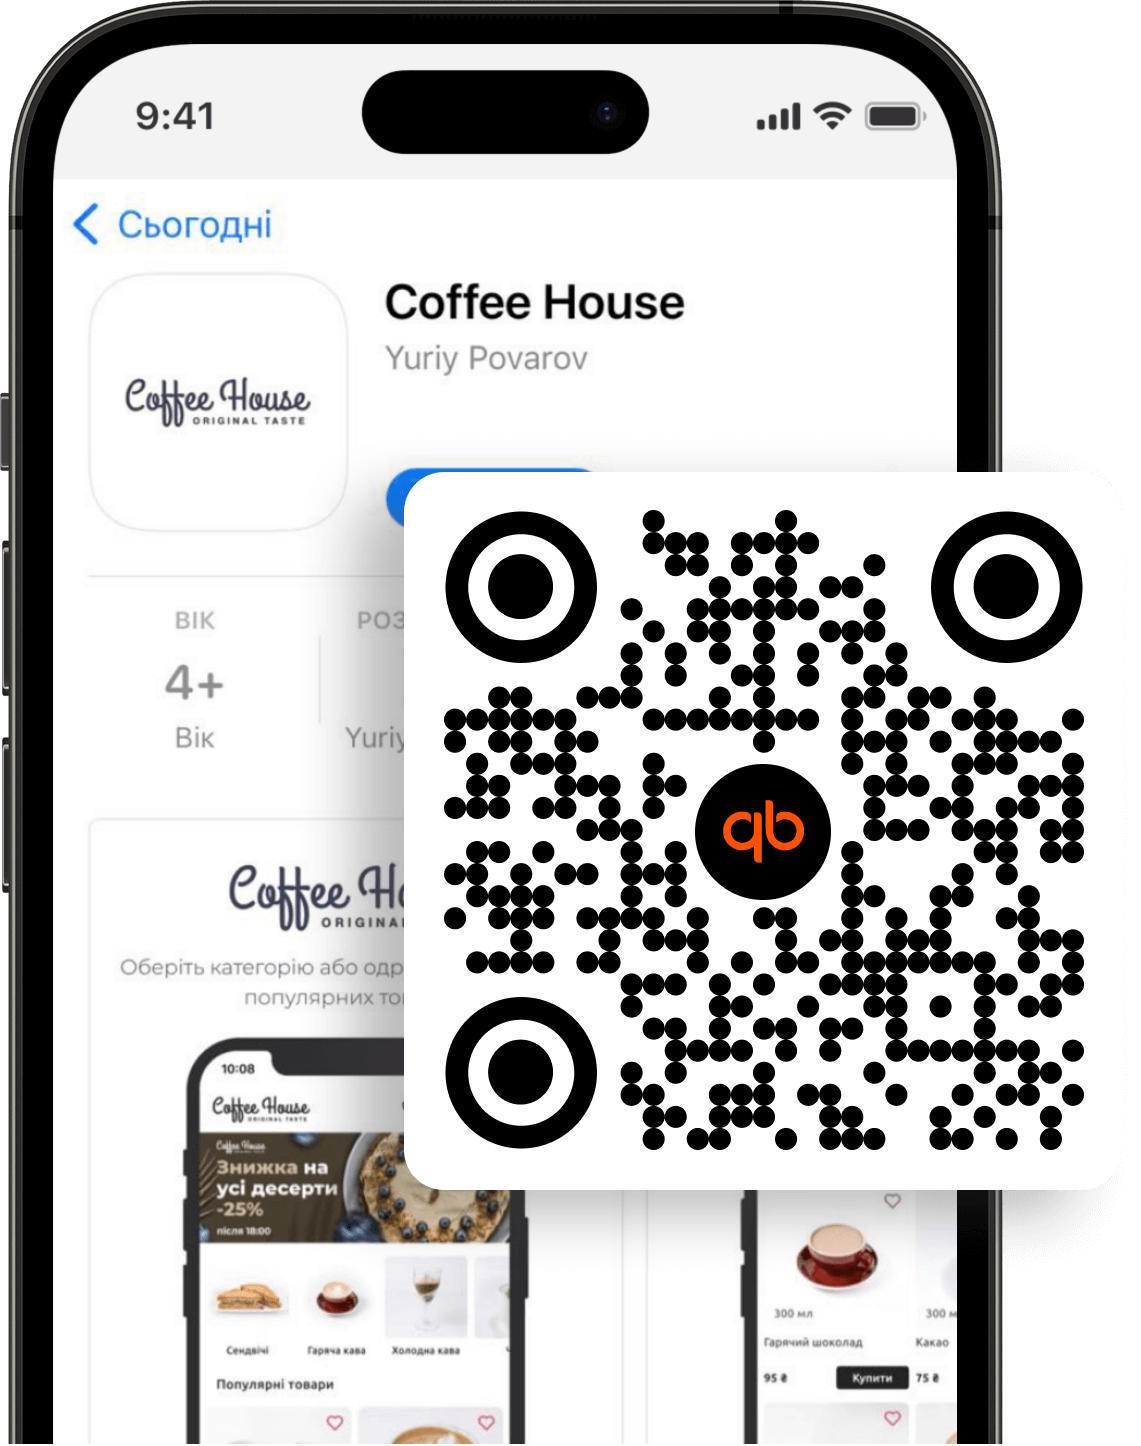 9:41
Сьогодні
Coffee House
Yuriy Povarov
Coffee House
ORIGINAL TASTE
ВІК
4+
Вік
РОЗ
Yuriy
Coffee Ho
ORIGINA
Оберіть категорію або одр
популярних то
10:08
Coffee House
ORIGINAL TASTE
Coffee House
Знижка на
усі десерти
-25%
після 18:00
Сендвічі
Гаряча кава
Холодна кава
Популярні товари
qb
300 мл
300 м
Гарячий шоколад
Какао
95 ₴
Купити
75 ₴